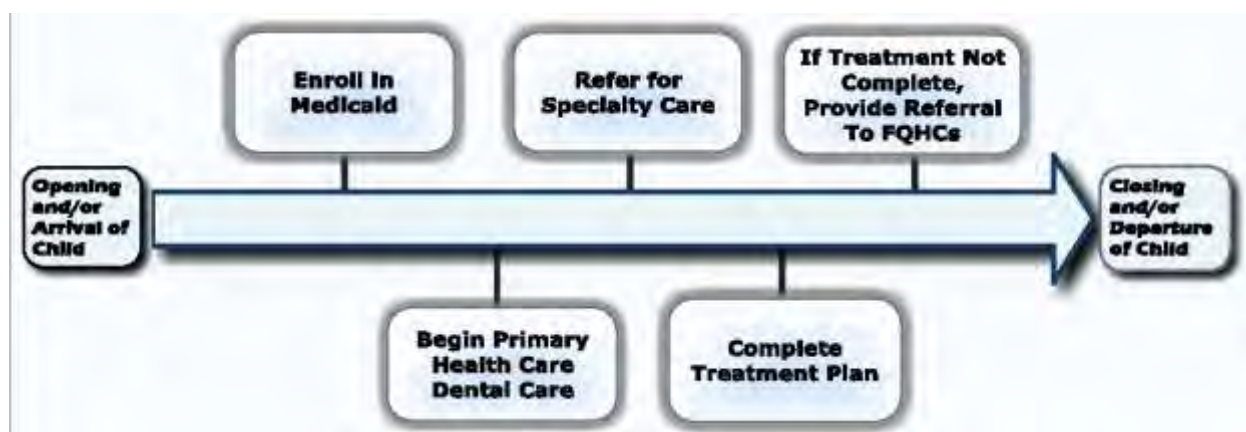 Opening
and/or
Arrival of
Child
Enroll in
Medicaid
Begin Primary
Health Care
Dental Care
Refer for
Specialty Care
Complete
Treatment Plan
If Treatment Not
Complete,
Provide Referral
To FQHCs
Closing
and/or
Departure
of Child